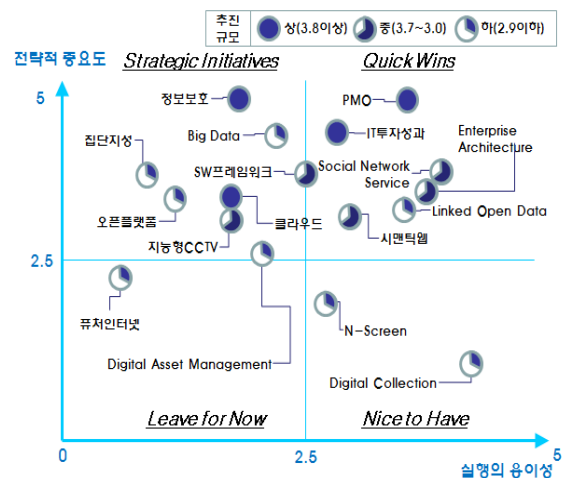 추진
규모
상(3.8이상)
중(3.7~3.0)
하(2.9이하)
전략적 중요도
Strategic Initiatives
Quick Wins
5
정보보호
PMO
Big Data
IT투자성과
Enterprise
Architecture
집단지성
SW프레임워크
Social Network
Service
오픈플랫폼
클라우드
Linked Open Data
지능형CCTV
시맨틱웹
2.5
퓨처인터넷
N-Screen
Digital Asset Management
Digital Collection
Leave for Now
Nice to Have
0
2.5
5
실행의 용이성